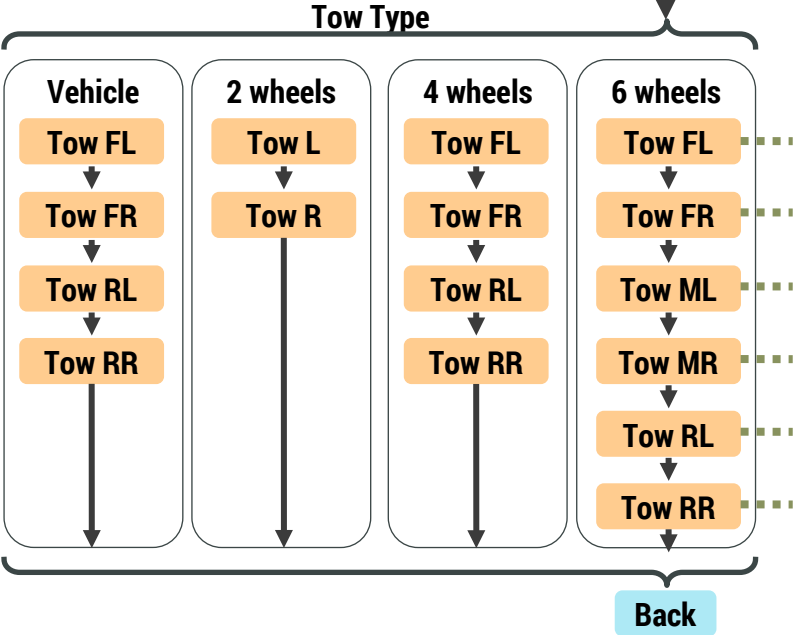 Tow Type
Vehicle
Tow FL
Tow FR
Tow RL
Tow RR
2 wheels
Tow L
Tow R
4 wheels
Tow FL
Tow FR
Tow RL
Tow RR
6 wheels
Tow FL
Tow FR
Tow ML
Tow MR
Tow RL
Tow RR
Back